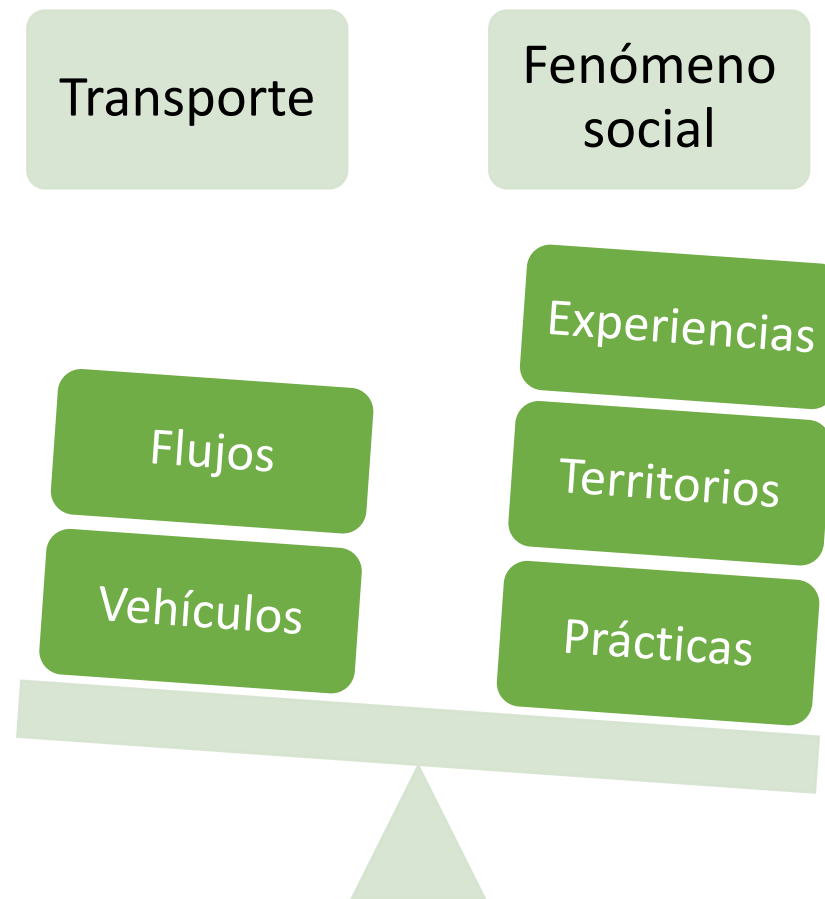 Transporte
Fenómeno
social
Experiencias
Flujos
Territorios
Vehículos
Prácticas